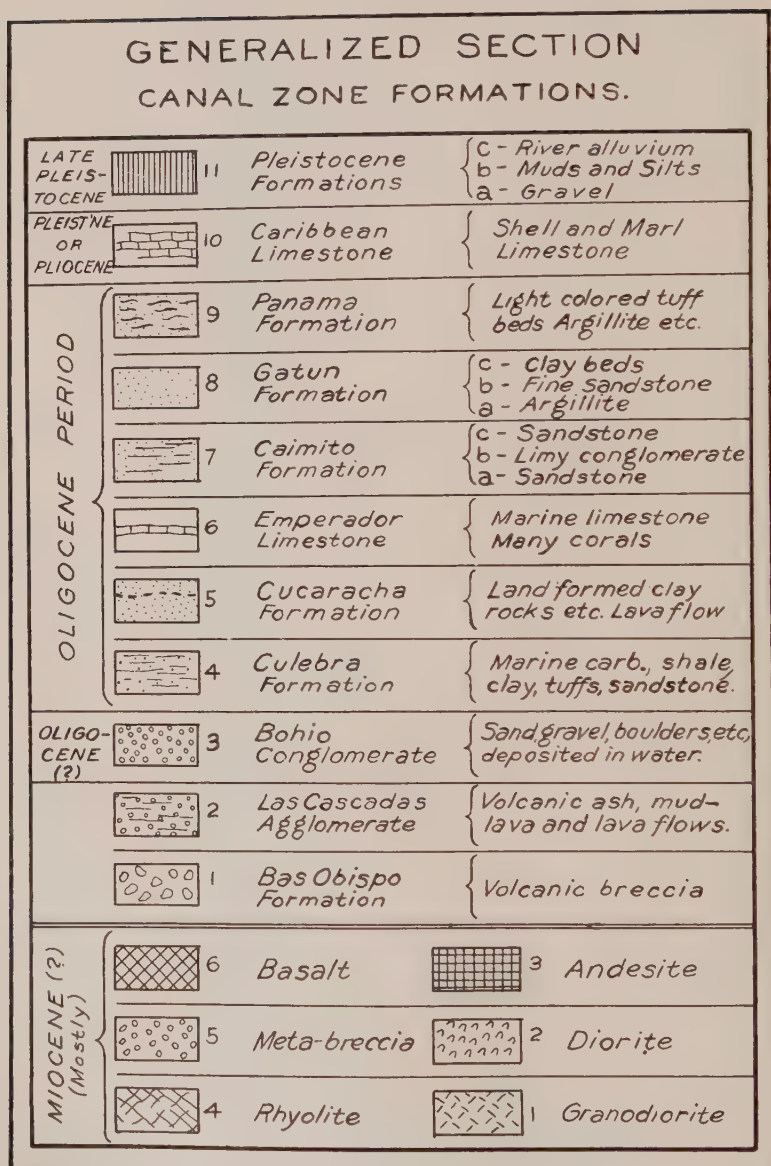 GENERALIZED SECTION
CANAL ZONE FORMATIONS.
LATE
PLEIS-
TOCENE
11
Pleistocene
Formations
c - River alluvium
b - Muds and Silts
a - Gravel
PLEIST'NE
OR
PLIOCENE
10
Caribbean
Limestone
Shell and Marl
Limestone
OLIGOCENE PERIOD
9
Panama
Formation
Light colored tuff
beds Argillite etc.
8
Gatun
Formation
c - Clay beds
b - Fine sandstone
a - Argillite
7
Caimito
Formation
c - Sandstone
b - Limy conglomerate
a - Sandstone
6
Emperador
Limestone
Marine limestone
Many corals
5
Cucaracha
Formation
Land formed clay
rocks etc. Lava flow
4
Culebra
Formation
Marine carb., shale,
clay, tuffs, sandstone.
OLIGO-
CENE
(?)
3
Bohio
Conglomerate
Sand, gravel, boulders, etc,
deposited in water.
2
Las Cascadas
Agglomerate
Volcanic ash, mud-
lava and lava flows.
1
Bas Obispo
Formation
Volcanic breccia
MIOCENE (?)
(Mostly)
6 Basalt
3 Andesite
5 Meta-breccia
2 Diorite
4 Rhyolite
1 Granodiorite